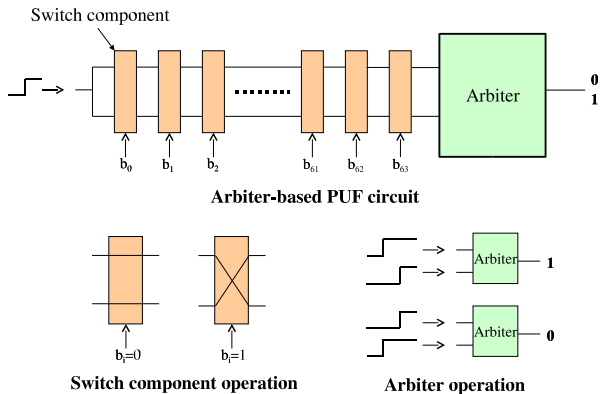 Switch component
Arbiter
0
1
b0 b1 b2 b61 b62 b63
Arbiter-based PUF circuit
Arbiter
1
Arbiter
0
bi=0 bi=1
Switch component operation
Arbiter operation